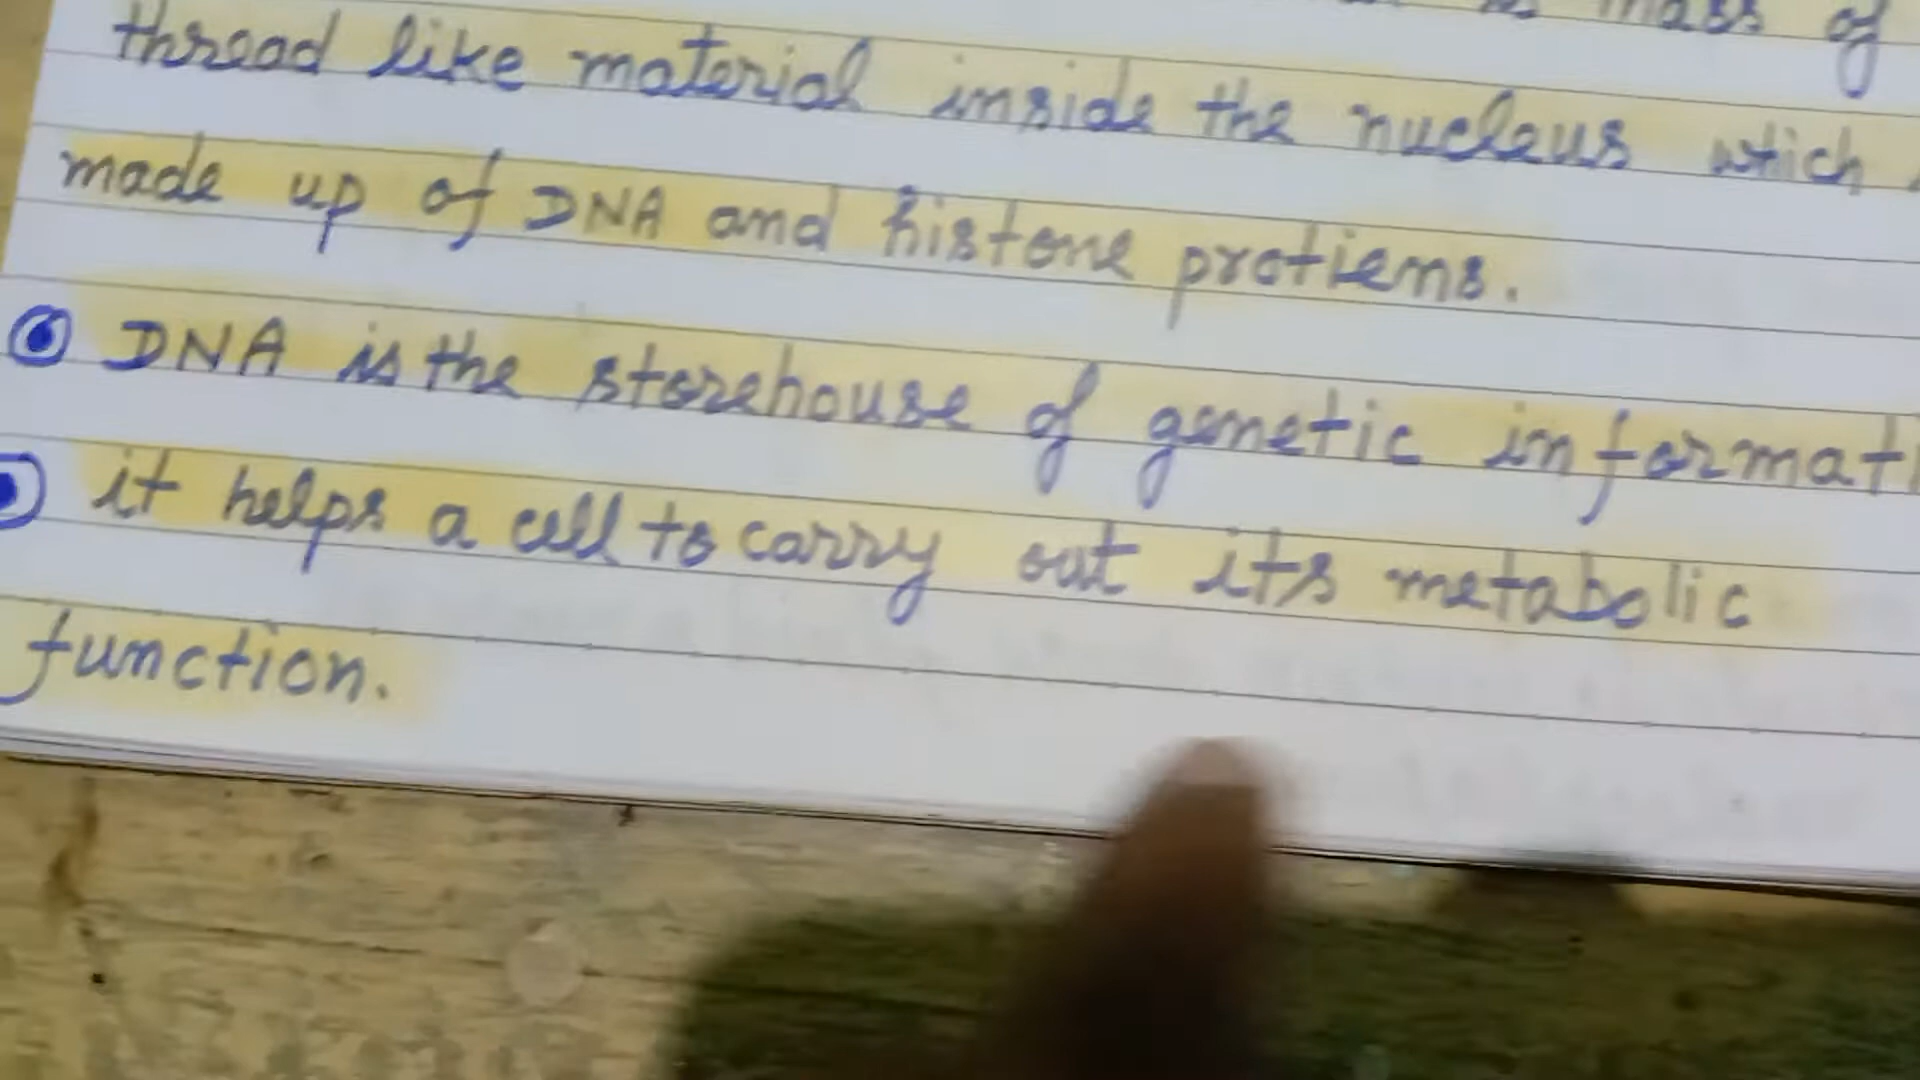 mass of
thread like material inside the nucleus which
made up of DNA and histone protiens.
DNA is the storehouse of genetic informati
it helps a cell to carry out its metabolic
function.